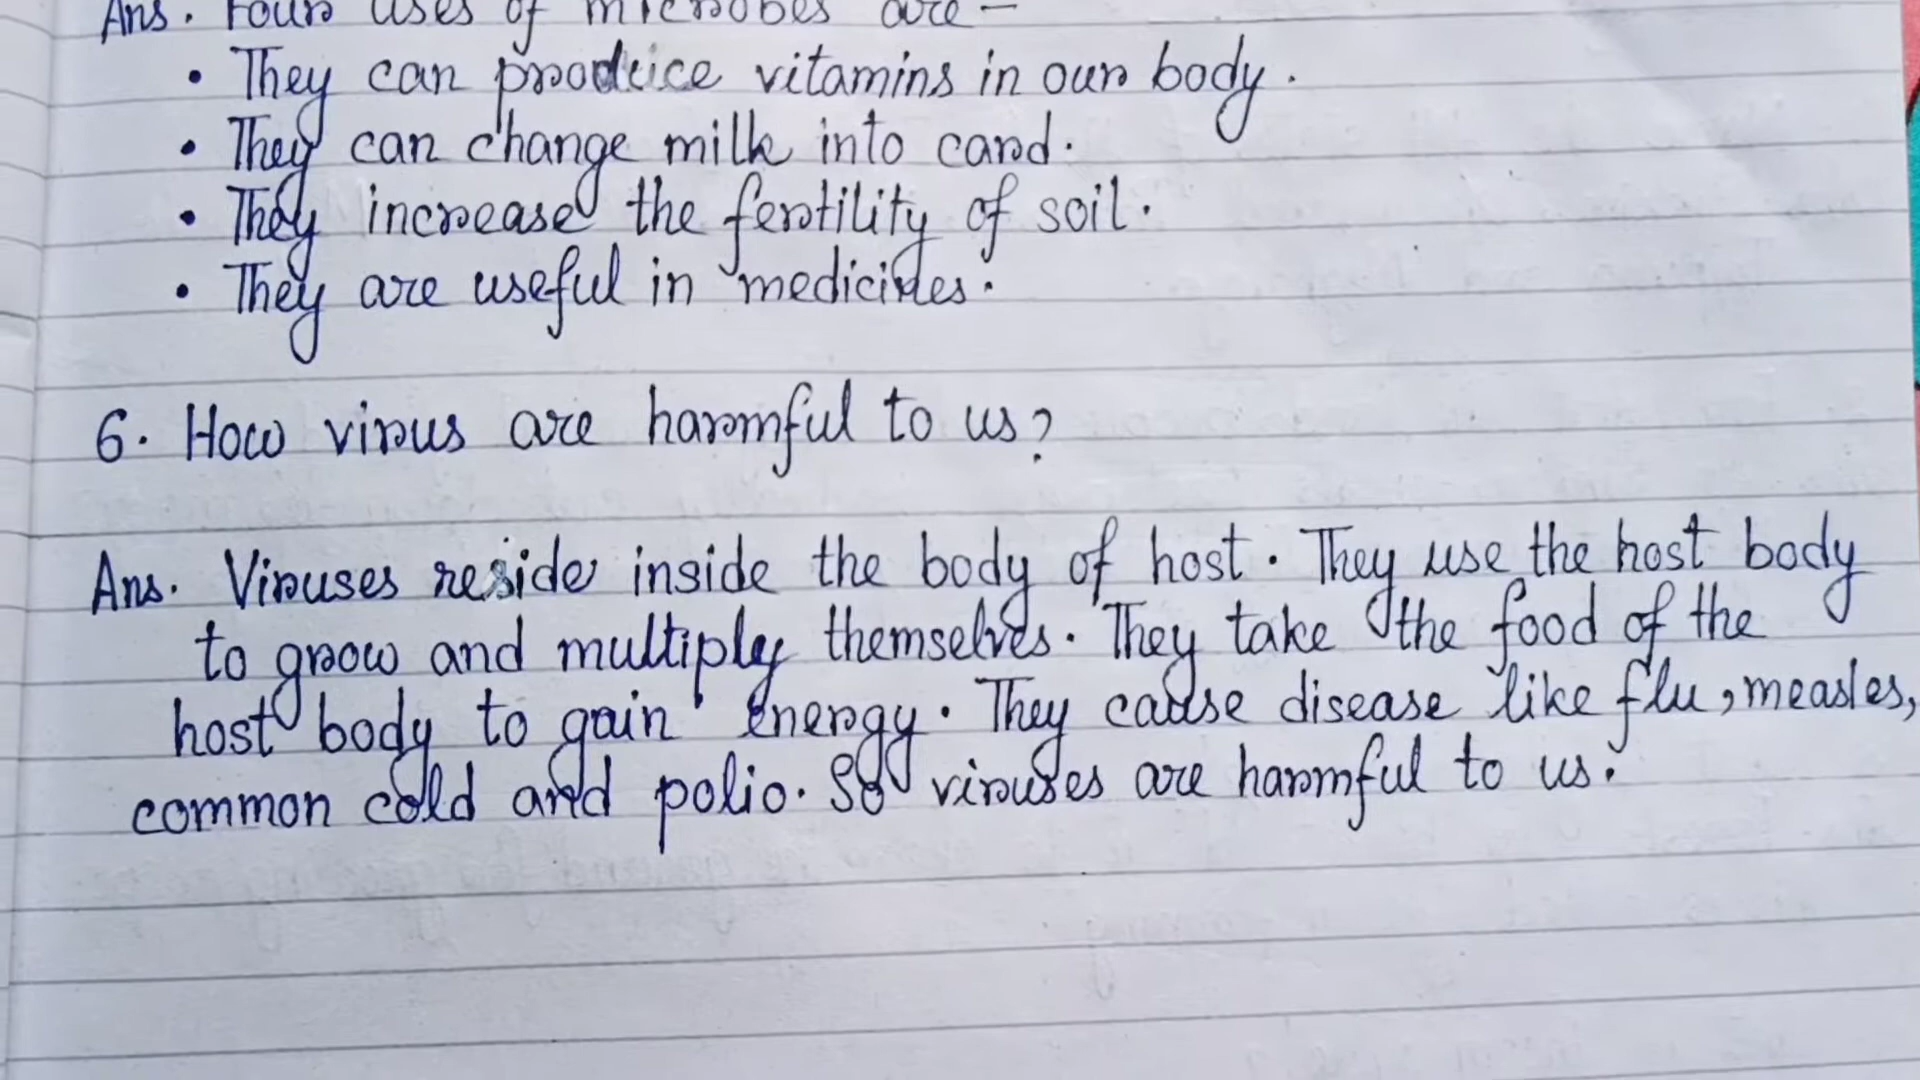 Ans. Four uses of microbes are -
• They can produce vitamins in our body.
• They can change milk into card.
• They increase the fertility of soil.
• They are useful in medicines.
6. How virus are harmful to us?
Ans. Viruses reside inside the body of host. They use the host body
to grow and multiply themselves. They take the food of the
host body to gain energy. They cause disease like flu, measles,
common cold and polio. So viruses are harmful to us.